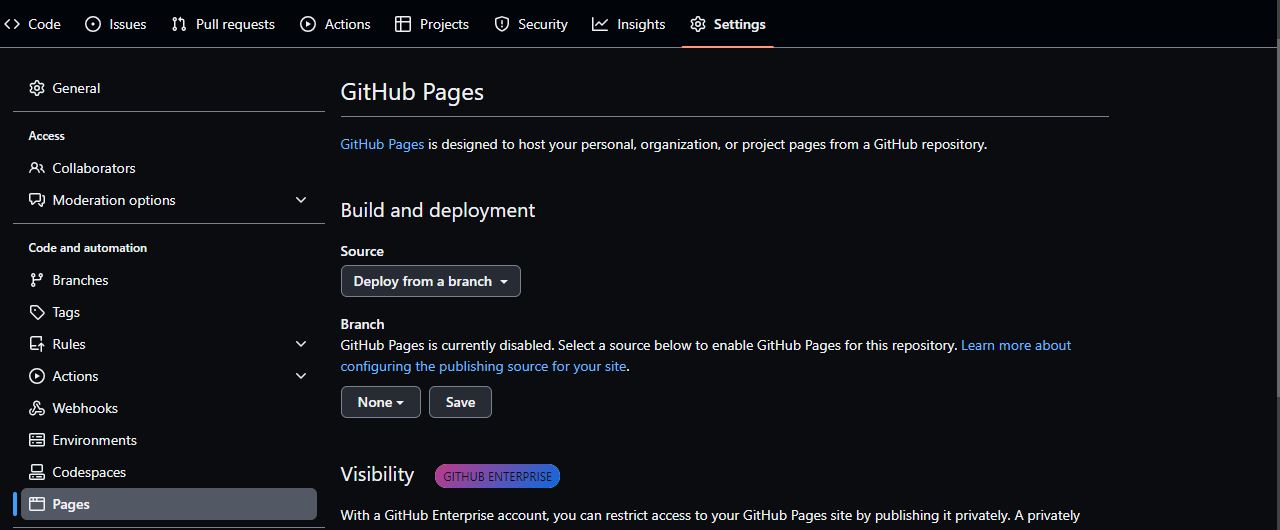 Code Issues Pull requests Actions Projects Security Insights Settings
General
Access
Collaborators
Moderation options
Code and automation
Branches
Tags
Rules
Actions
Webhooks
Environments
Codespaces
Pages
GitHub Pages
GitHub Pages is designed to host your personal, organization, or project pages from a GitHub repository.
Build and deployment
Source
Deploy from a branch
Branch
GitHub Pages is currently disabled. Select a source below to enable GitHub Pages for this repository. Learn more about
configuring the publishing source for your site.
None Save
Visibility GITHUB ENTERPRISE
With a GitHub Enterprise account, you can restrict access to your GitHub Pages site by publishing it privately. A privately